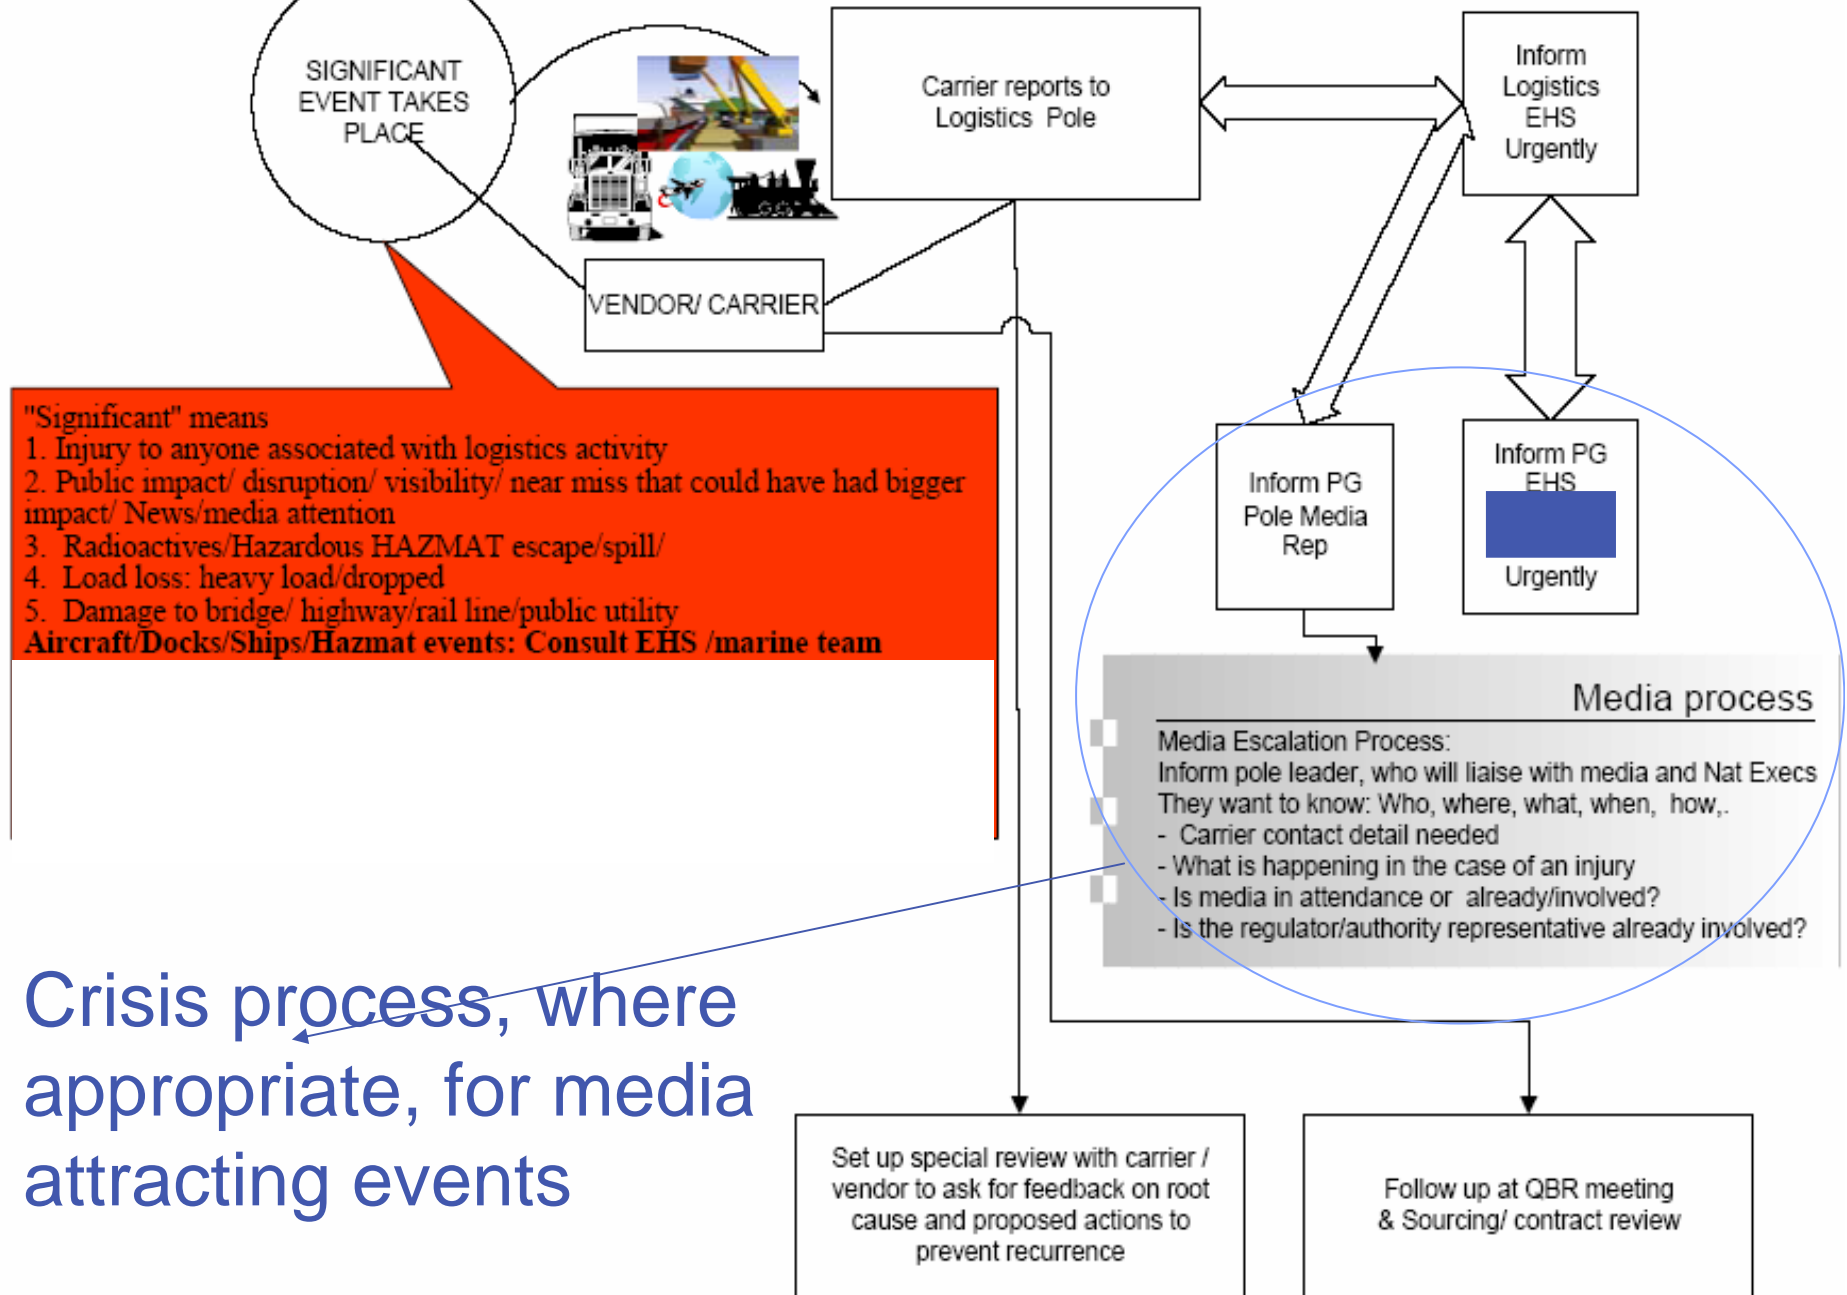 SIGNIFICANT
EVENT TAKES
PLACE
Carrier reports to
Logistics Pole
Inform
Logistics
EHS
Urgently
VENDOR/ CARRIER
"Significant" means
1. Injury to anyone associated with logistics activity
2. Public impact/ disruption/ visibility/ near miss that could have had bigger
impact/ News/media attention
3. Radioactives/Hazardous HAZMAT escape/spill/
4. Load loss: heavy load/dropped
5. Damage to bridge/ highway/rail line/public utility
Aircraft/Docks/Ships/Hazmat events: Consult EHS /marine team
Inform PG
Pole Media
Rep
Inform PG
EHS
Urgently
Media process
Media Escalation Process:
Inform pole leader, who will liaise with media and Nat Execs
They want to know: Who, where, what, when, how,.
- Carrier contact detail needed
- What is happening in the case of an injury
- Is media in attendance or already/involved?
- Is the regulator/authority representative already involved?
Crisis process, where
appropriate, for media
attracting events
Set up special review with carrier /
vendor to ask for feedback on root
cause and proposed actions to
prevent recurrence
Follow up at QBR meeting
& Sourcing/ contract review